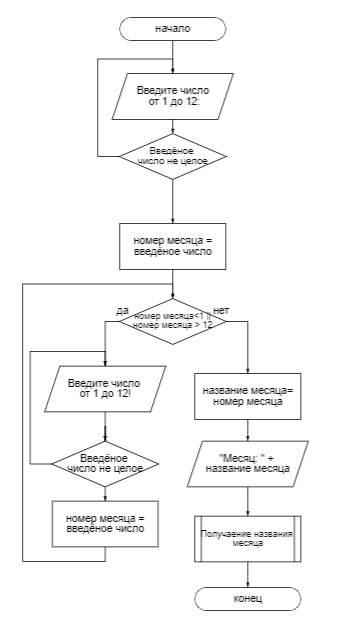 начало
Введите число
от 1 до 12:
Введёное
число не целое
номер месяца =
введёное число
да
нет
номер месяца<1 ||
номер месяца > 12
Введите число
от 1 до 12!
Введёное
число не целое
номер месяца =
введёное число
название месяца=
номер месяца
"Месяц: " +
название месяца
Получаение названия
месяца
конец